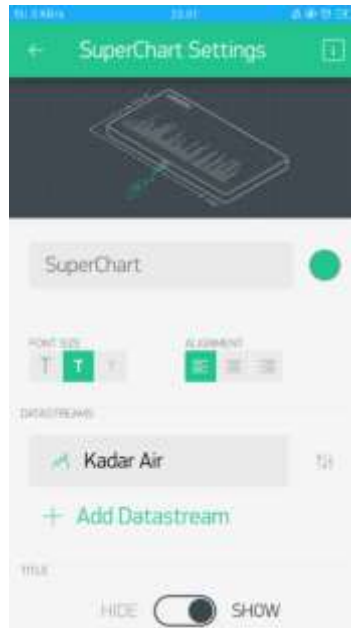 SuperChart Settings
SuperChart
FONT SIZE
ALIGNMENT
T T T
DATASTREAMS
Kadar Air
+ Add Datastream
TITLE
HIDE SHOW